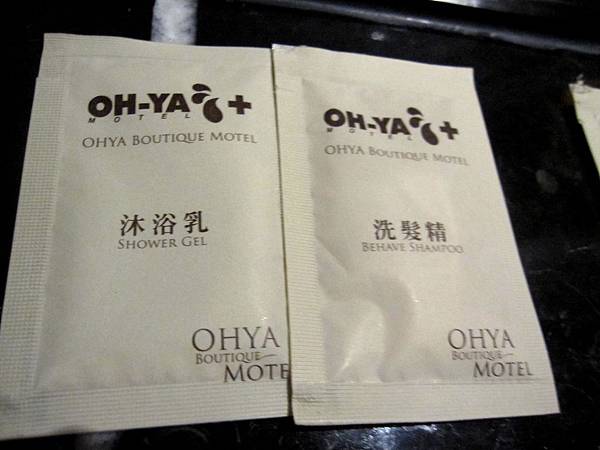 OH-YA +
MOTEL
OHYA BOUTIQUE MOTEL
沐浴乳
SHOWER GEL
OHYA
BOUTIQUE
MOTE
OH-YA +
MOTEL
OHYA BOUTIQUE MOTEL
洗髮精
BEHAVE SHAMPOO
OHYA
BOUTIQUE
MOTEL